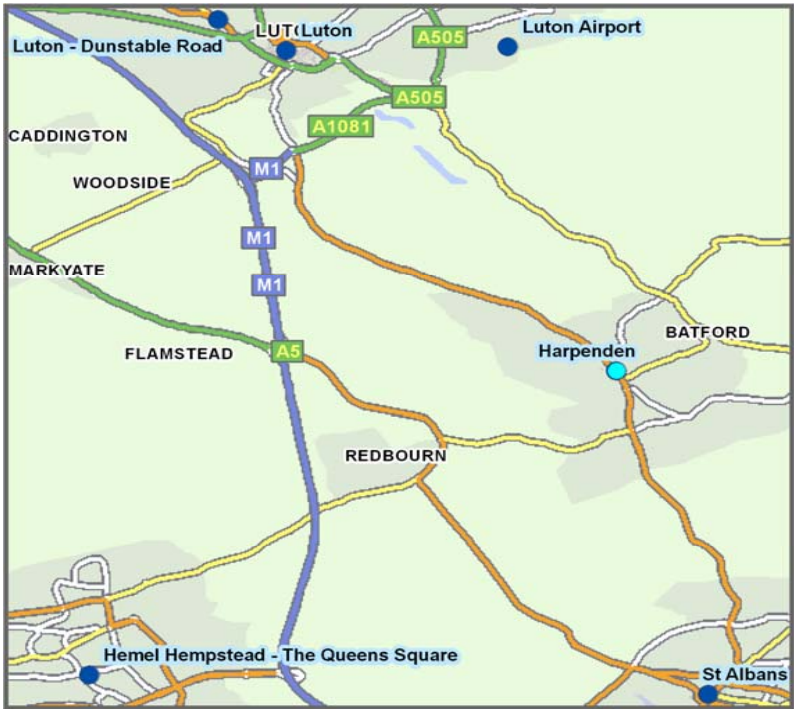 LUTO Luton
A505
Luton Airport
Luton - Dunstable Road
A505
A1081
CADDINGTON
M1
WOODSIDE
M1
MARKYATE
M1
BATFORD
FLAMSTEAD
A5
Harpenden
REDBOURN
Hemel Hempstead - The Queens Square
St Albans